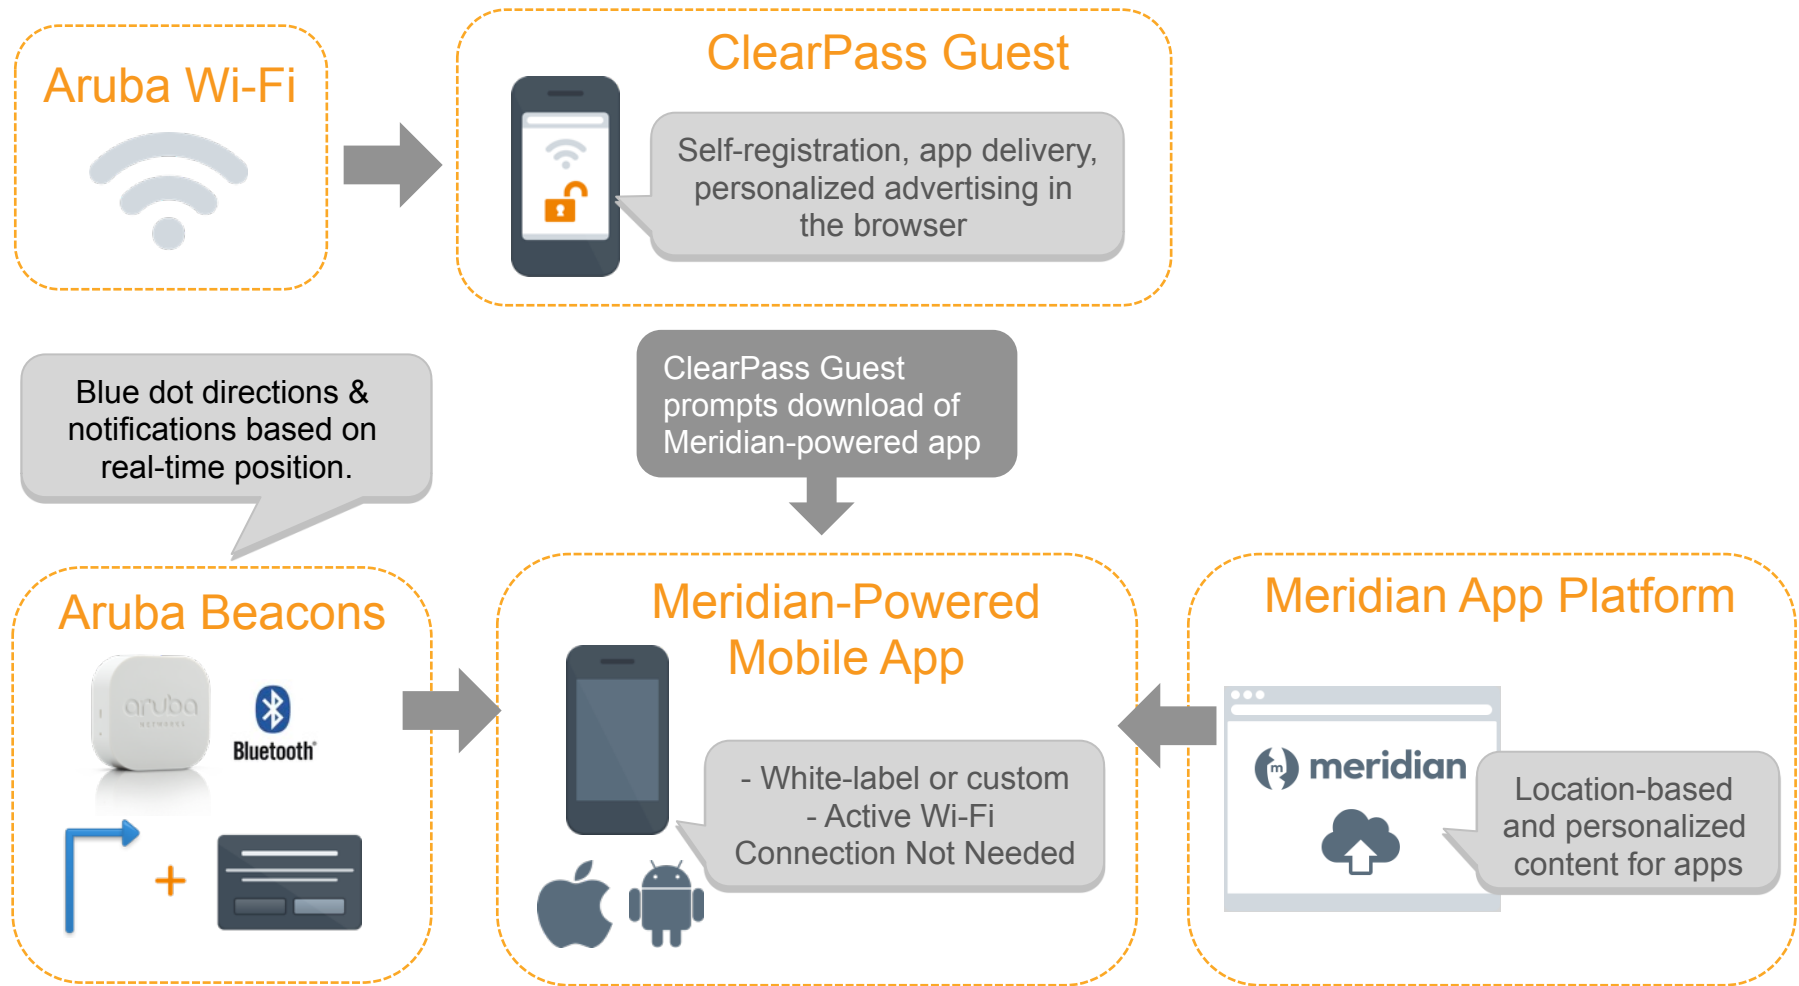 Aruba Wi-Fi
ClearPass Guest
Self-registration, app delivery,
personalized advertising in
the browser
Blue dot directions &
notifications based on
real-time position.
ClearPass Guest
prompts download of
Meridian-powered app
Aruba Beacons
aruba
NETWORKS
Bluetooth®
Meridian-Powered
Mobile App
- White-label or custom
- Active Wi-Fi
Connection Not Needed
Meridian App Platform
m
meridian
Location-based
and personalized
content for apps